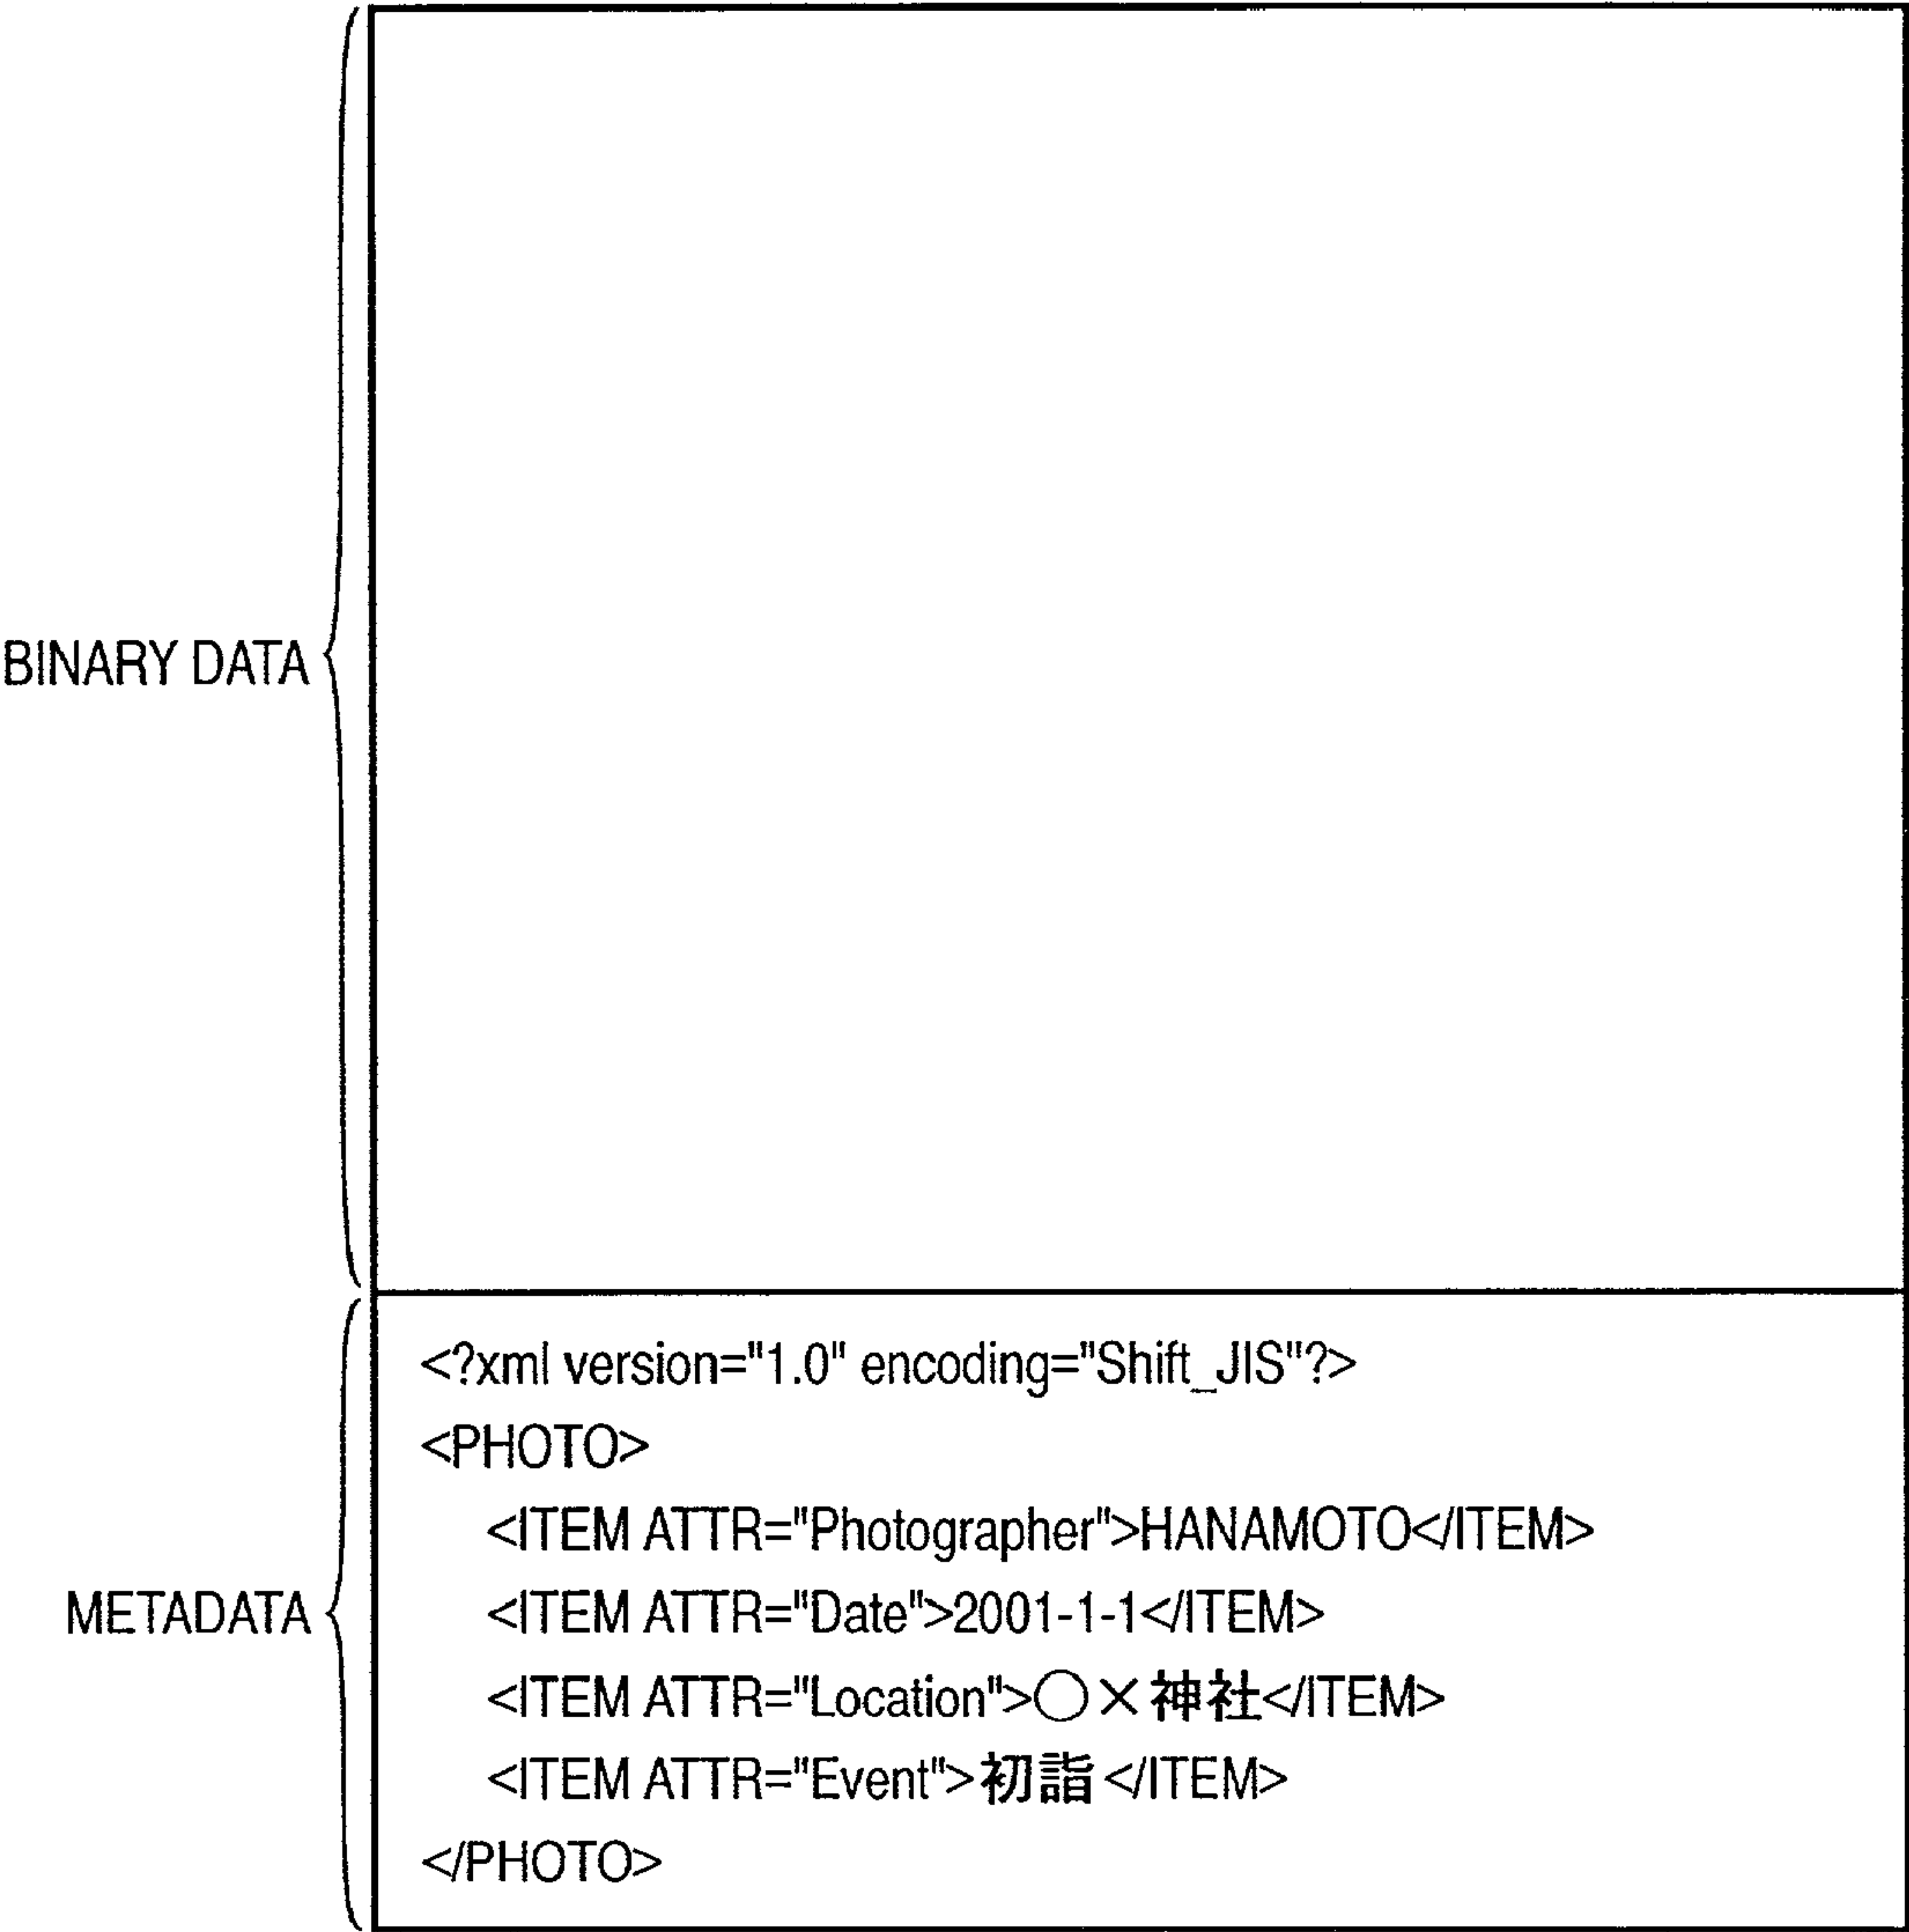 BINARY DATA
METADATA
<?xml version="1.0" encoding="Shift_JIS"?>
<PHOTO>
<ITEM ATTR="Photographer">HANAMOTO</ITEM>
<ITEM ATTR="Date">2001-1-1</ITEM>
<ITEM ATTR="Location">○×神社</ITEM>
<ITEM ATTR="Event">初詣</ITEM>
</PHOTO>